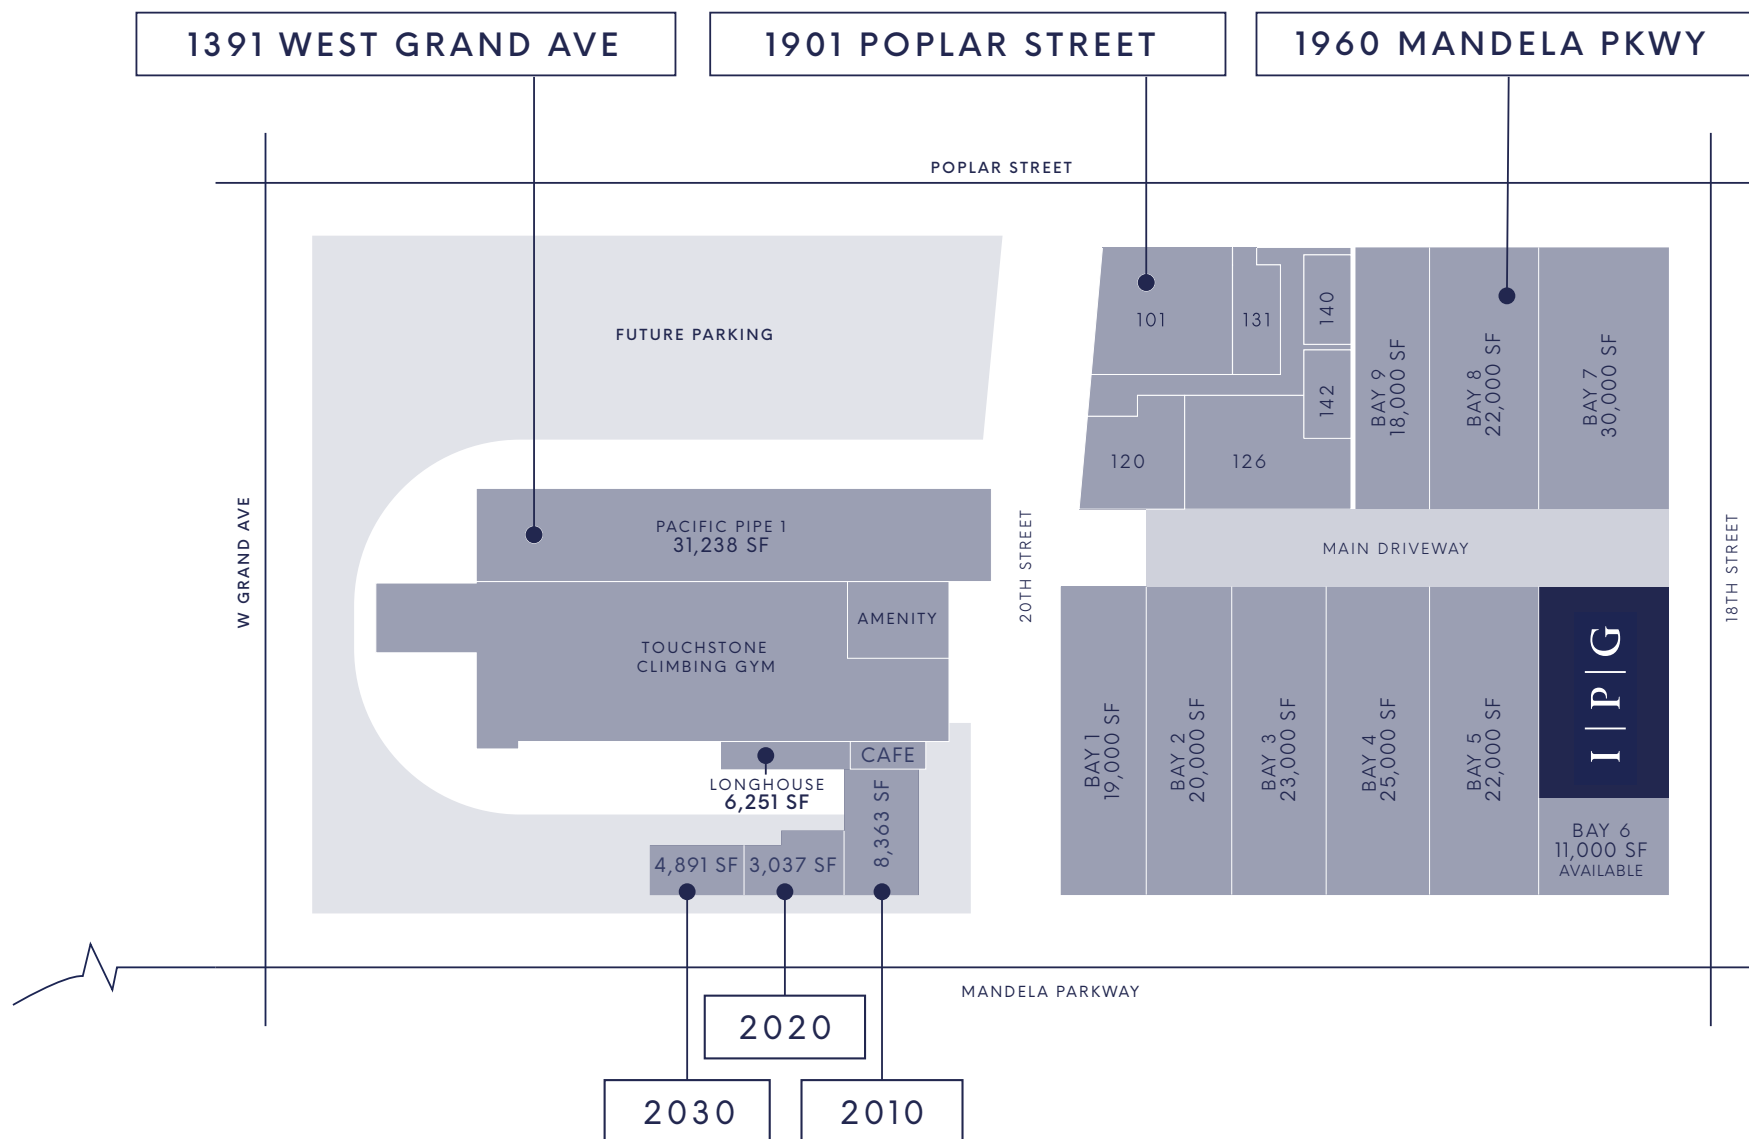 1391 WEST GRAND AVE
1901 POPLAR STREET
1960 MANDELA PKWY
POPLAR STREET
FUTURE PARKING
W GRAND AVE
PACIFIC PIPE 1
31,238 SF
TOUCHSTONE
CLIMBING GYM
AMENITY
CAFE
LONGHOUSE
6,251 SF
4,891 SF
3,037 SF
8,363 SF
20TH STREET
101
131
140
142
120
126
BAY 9
18,000 SF
BAY 8
22,000 SF
BAY 7
30,000 SF
MAIN DRIVEWAY
18TH STREET
BAY 1
19,000 SF
BAY 2
20,000 SF
BAY 3
23,000 SF
BAY 4
25,000 SF
BAY 5
22,000 SF
I|P|G
BAY 6
11,000 SF
AVAILABLE
MANDELA PARKWAY
2020
2030
2010